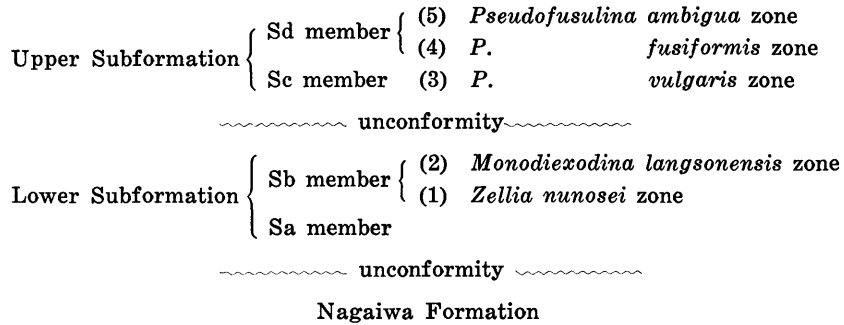 Sd member (5) Pseudofusulina ambigua zone
Upper Subformation (4) P. fusiformis zone
Sc member (3) P. vulgaris zone
unconformity
Sb member (2) Monodiexodina langsonensis zone
Lower Subformation (1) Zellia nunosei zone
Sa member
unconformity
Nagaiwa Formation